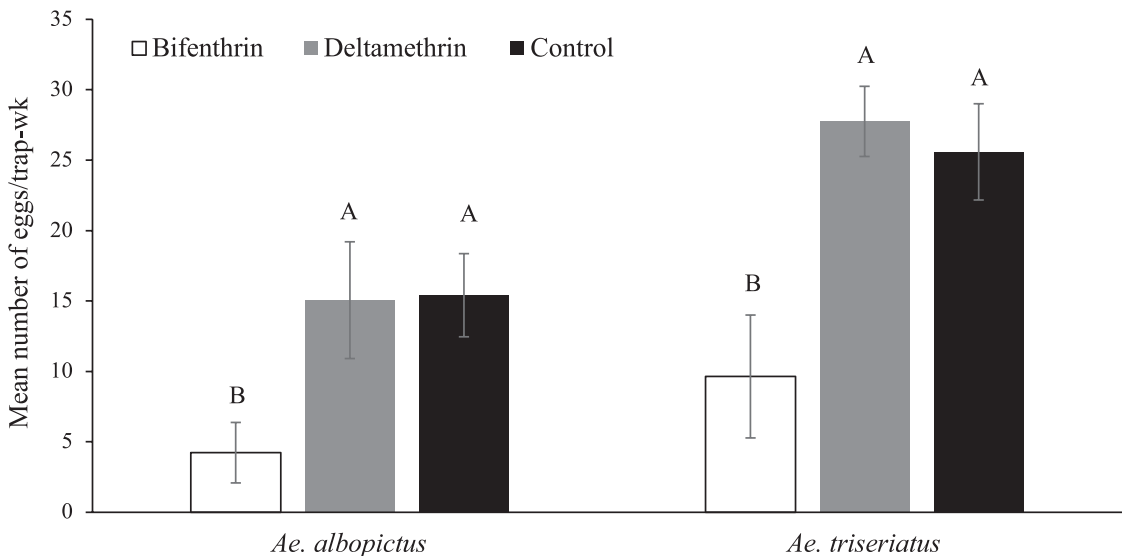 35
30
25
20
15
10
5
0
Mean number of eggs/trap-wk
Bifenthrin Deltamethrin Control
B A A
B A A
Ae. albopictus Ae. triseriatus